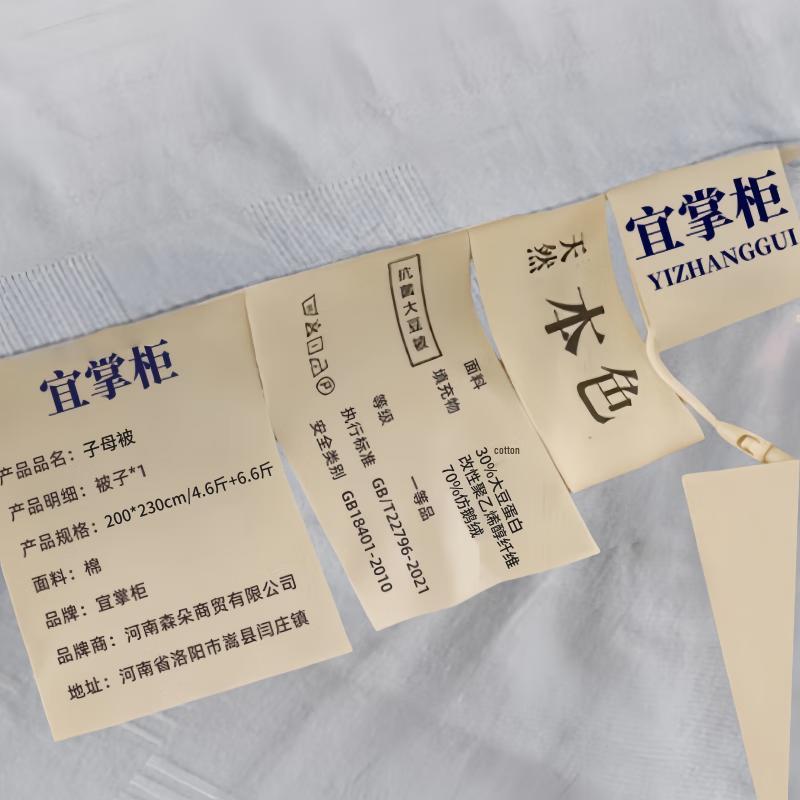 宜掌柜
产品品名：子母被
产品明细：被子*1
产品规格：200*230cm/4.6斤+6.6斤
面料：棉
品牌：宜掌柜
品牌商：河南森朵商贸有限公司
地址：河南省洛阳市嵩县闫庄镇
抗菌大豆被
面料 cotton
填充物 30%大豆蛋白
改性聚乙烯醇纤维
70%仿鹅绒
等级 一等品
执行标准 GB/T22796-2021
安全类别 GB18401-2010
天然
本色
宜掌柜
YIZHANGGUI